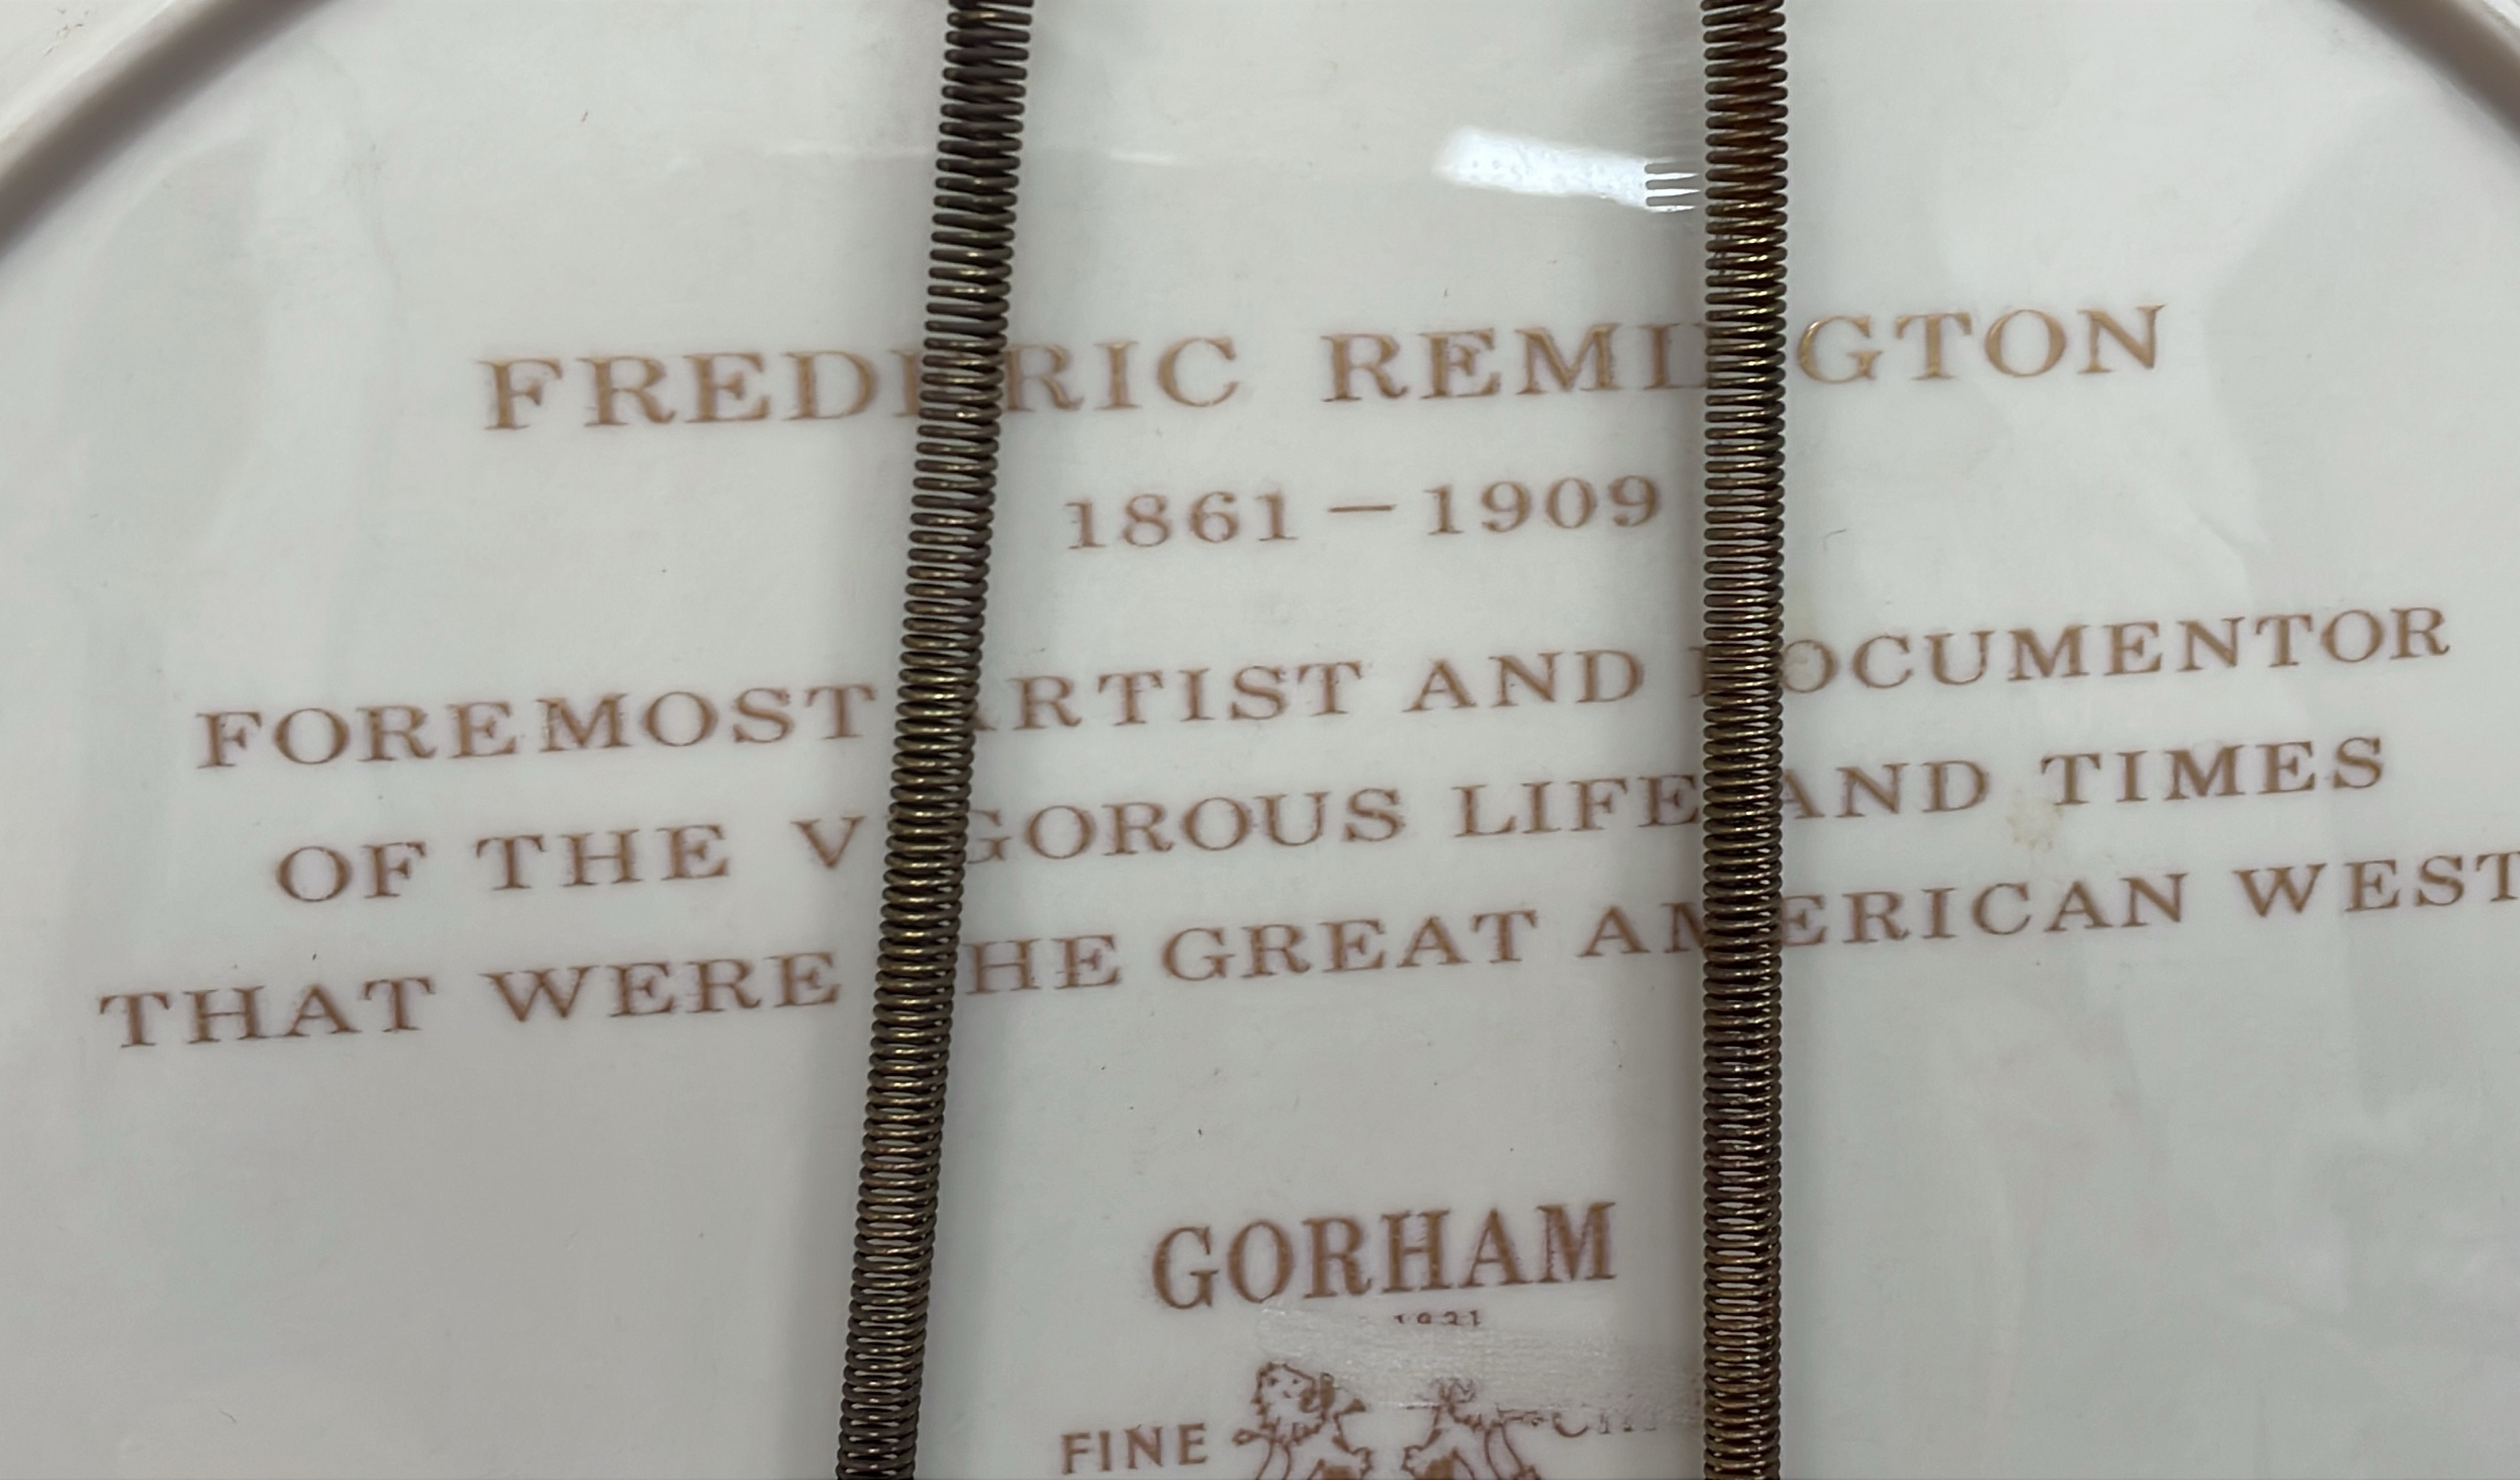 FREDERIC REMINGTON
1861-1909
FOREMOST ARTIST AND DOCUMENTOR
OF THE VIGOROUS LIFE AND TIMES
THAT WERE THE GREAT AMERICAN WEST
GORHAM
1831
FINE